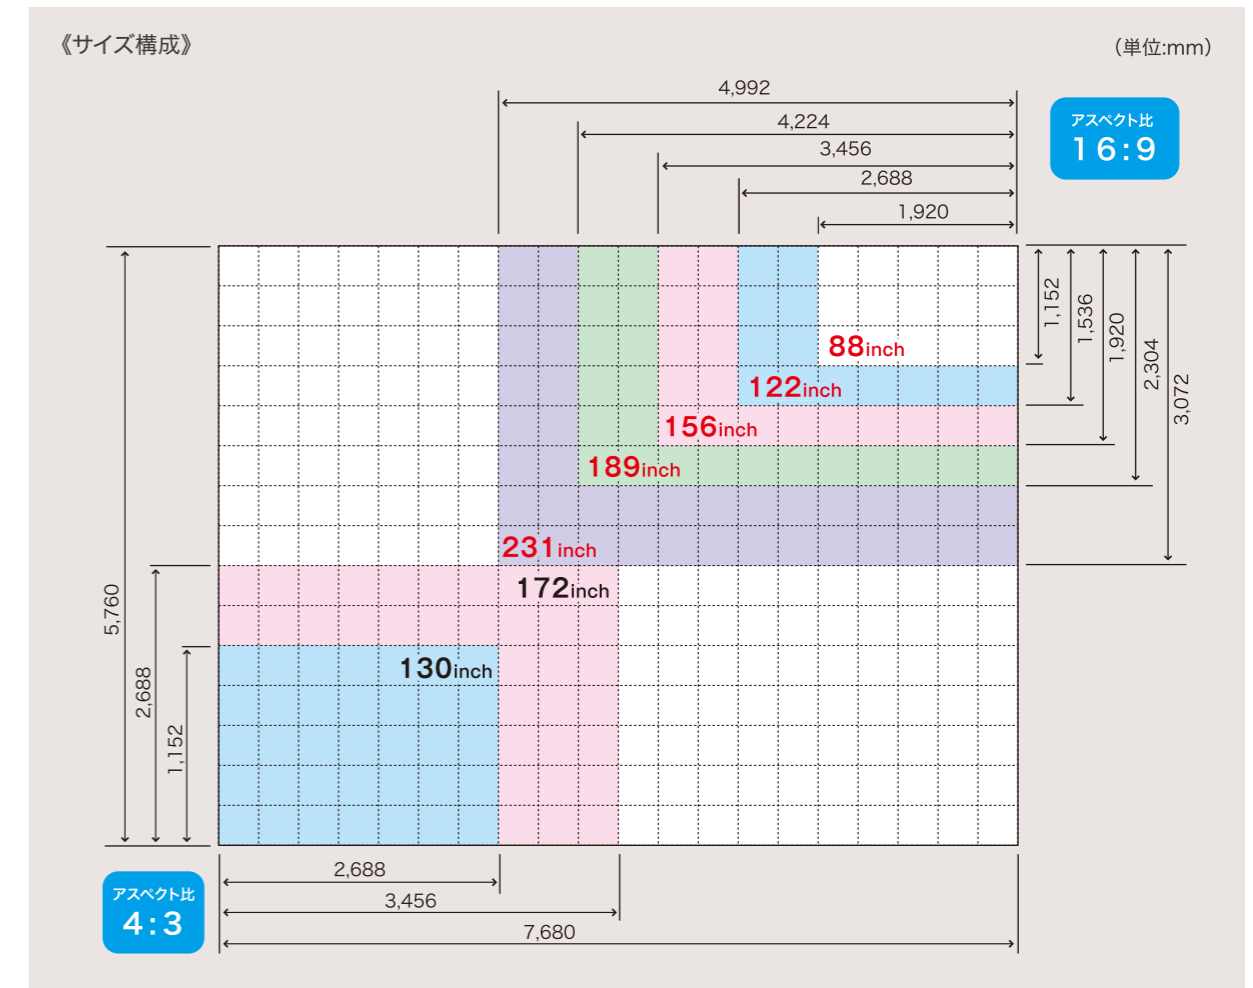 《サイズ構成》
（単位:mm）
4,992
4,224
3,456
2,688
1,920
アスペクト比
16:9
1,152
1,536
1,920
2,304
3,072
88inch
122inch
156inch
189inch
231inch
172inch
130inch
5,760
2,688
1,152
2,688
3,456
7,680
アスペクト比
4:3